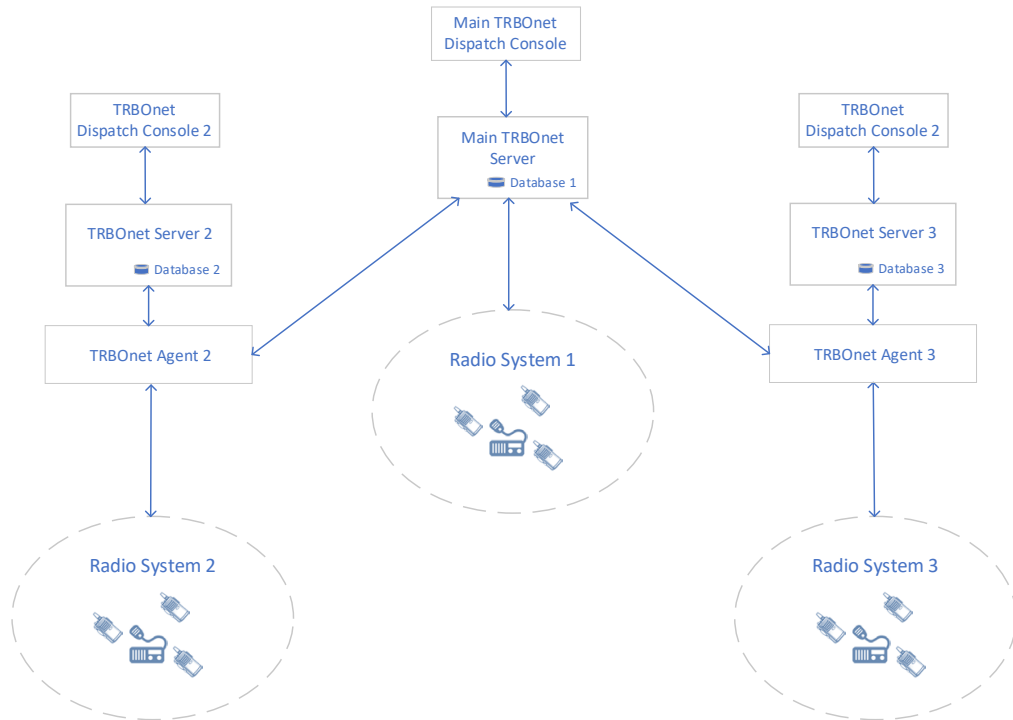 Main TRBOnet
Dispatch Console
TRBOnet
Dispatch Console 2
TRBOnet
Dispatch Console 2
Main TRBOnet
Server
Database 1
TRBOnet Server 2
Database 2
TRBOnet Server 3
Database 3
TRBOnet Agent 2
Radio System 1
TRBOnet Agent 3
Radio System 2
Radio System 3